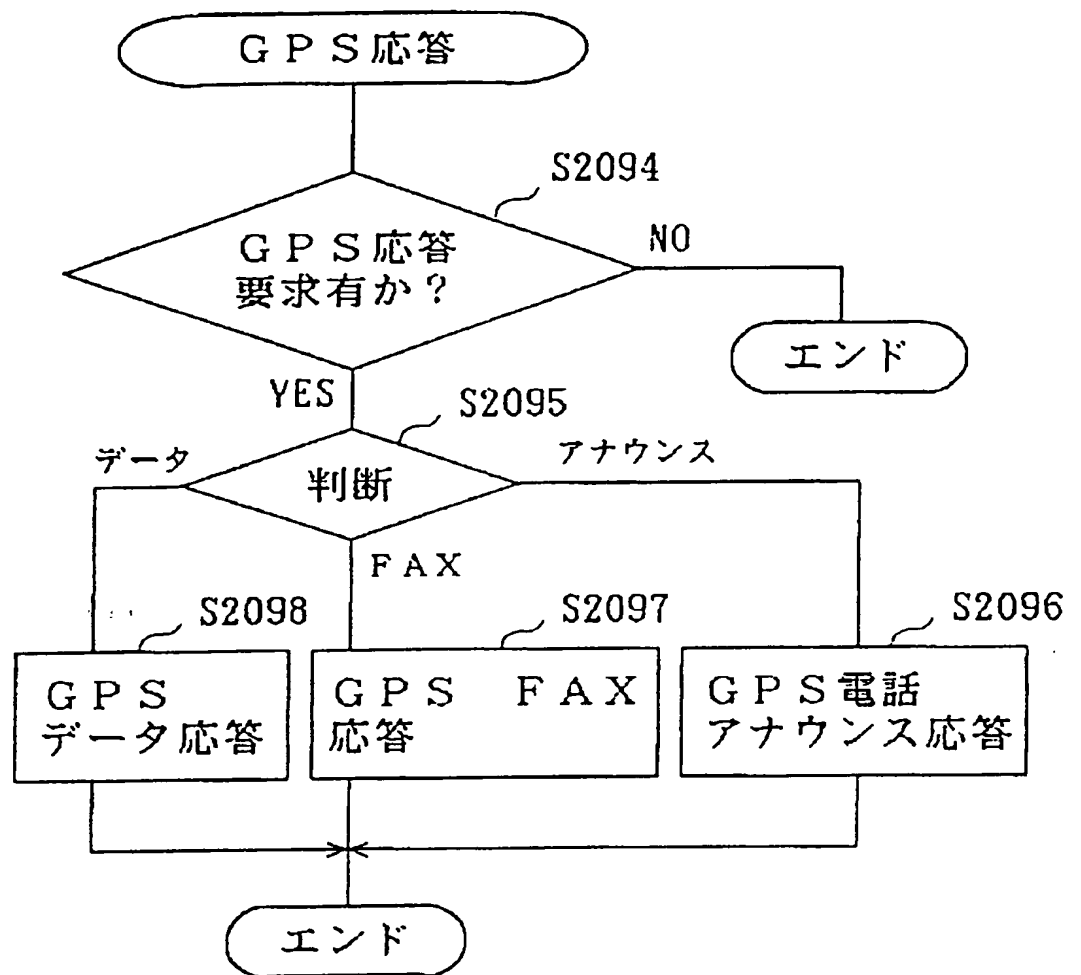 GPS応答
S2094
GPS応答
要求有か?
NO
エンド
YES
S2095
データ
判断
アナウンス
FAX
S2098
S2097
S2096
GPS
データ応答
GPS FAX
応答
GPS電話
アナウンス応答
エンド